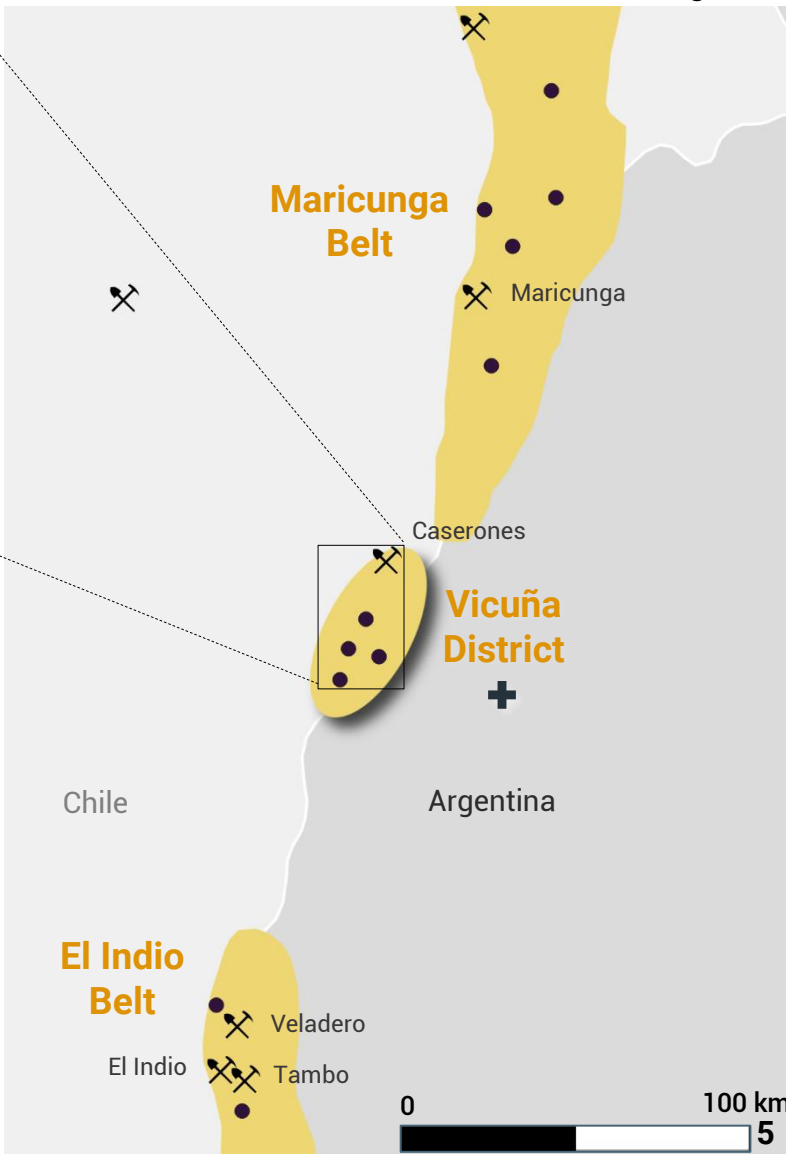 Maricunga
Belt
Maricunga
Caserones
Vicuña
District
Chile
Argentina
El Indio
Belt
Veladero
El Indio
Tambo
0
100 km
5